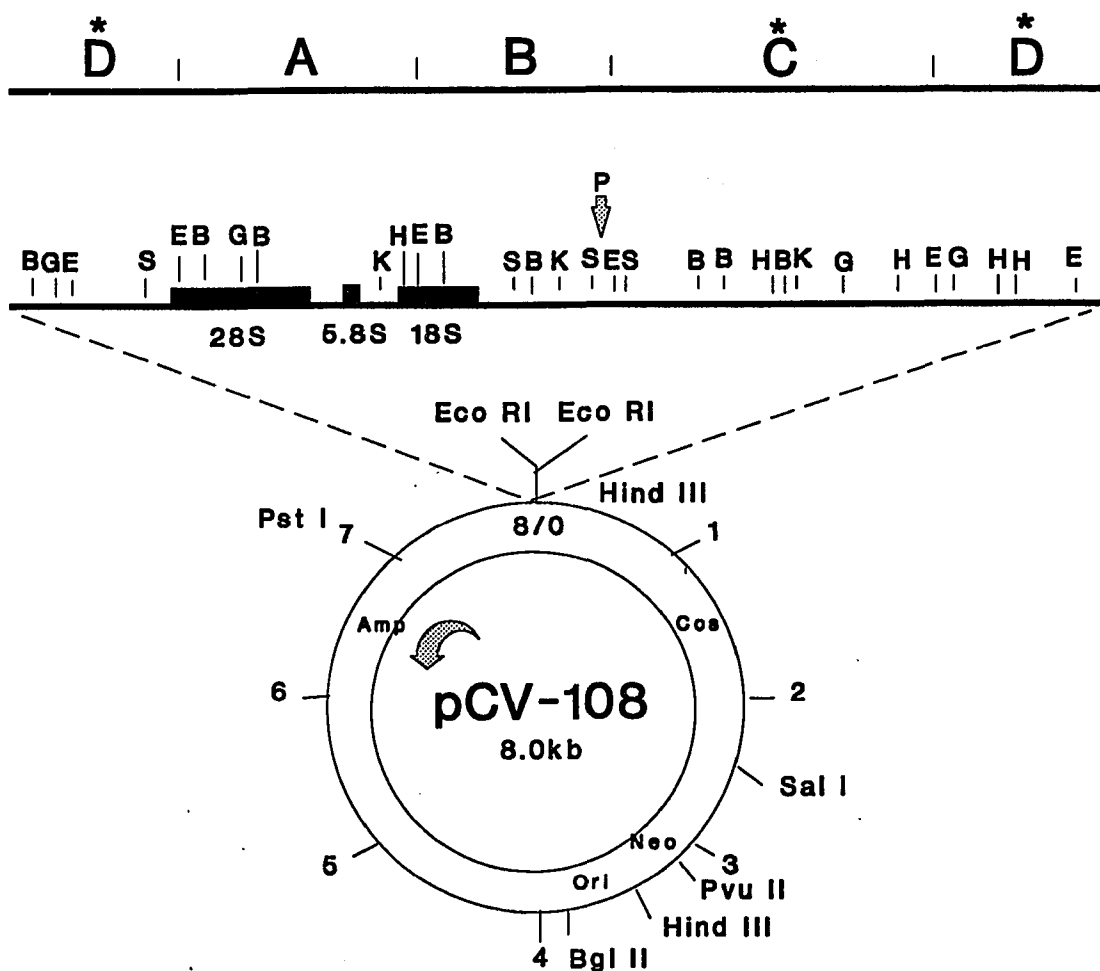 * * *
D A B C D
P
B G E S E B G B K H E B S B K S E S B B H B K G H E G H H E
28S 5.8S 18S
Eco RI Eco RI
Hind III
Pst I 7 8/0 1
Amp Cos
6 pCV-108 2
8.0kb
Sal I
5 Neo 3
Ori Pvu II
Hind III
4 Bgl II